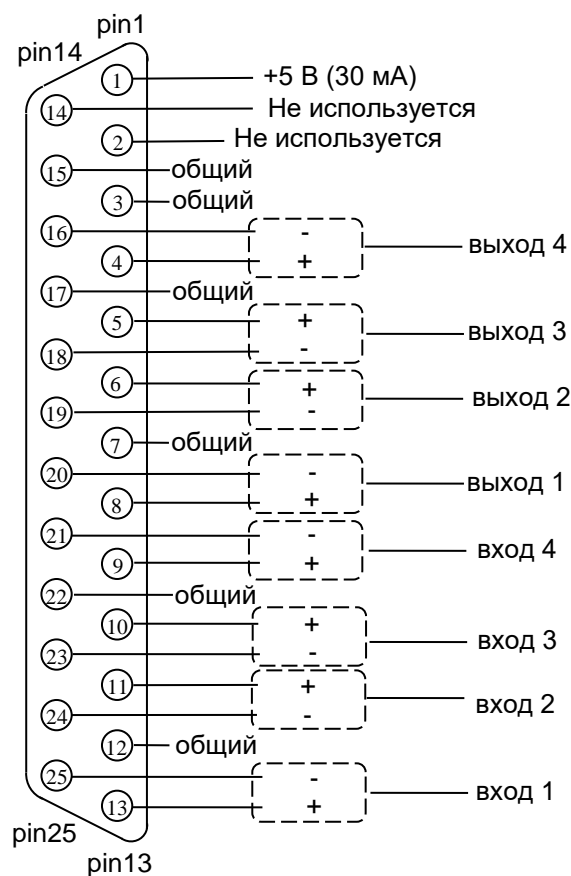 pin1
pin14
1 +5 В (30 мА)
14 Не используется
2 Не используется
15 общий
3 общий
16 -
выход 4
4 +
17 общий
5 +
выход 3
18 -
6 +
выход 2
19 -
7 общий
20 -
выход 1
8 +
21 -
вход 4
9 +
22 общий
10 +
вход 3
23 -
11 +
вход 2
24 -
12 общий
25 -
вход 1
13 +
pin25
pin13